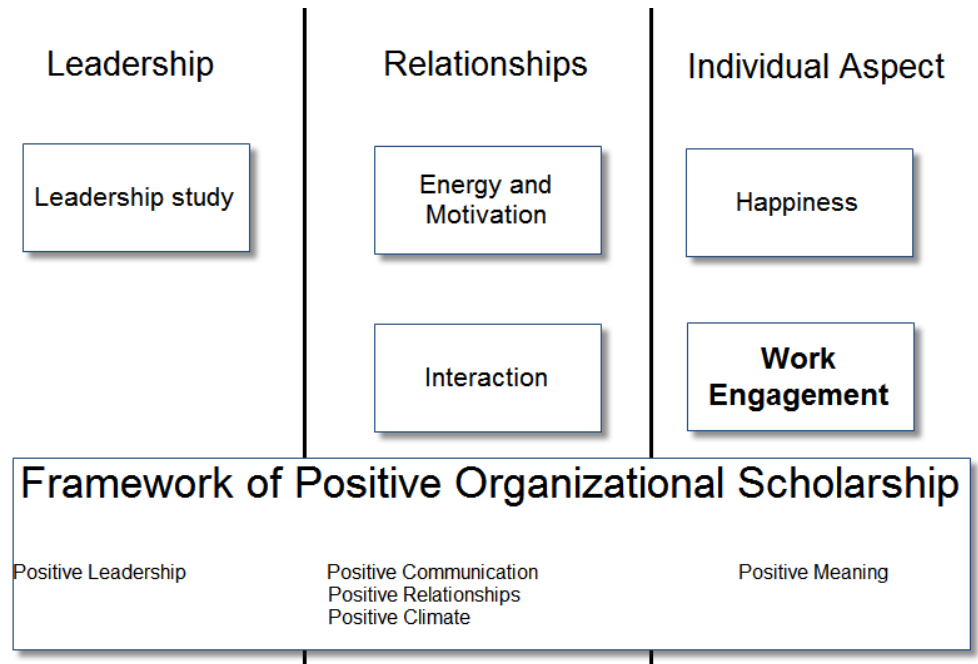 Leadership
Relationships
Individual Aspect
Leadership study
Energy and
Motivation
Happiness
Interaction
Work
Engagement
Framework of Positive Organizational Scholarship
Positive Leadership
Positive Communication
Positive Relationships
Positive Climate
Positive Meaning